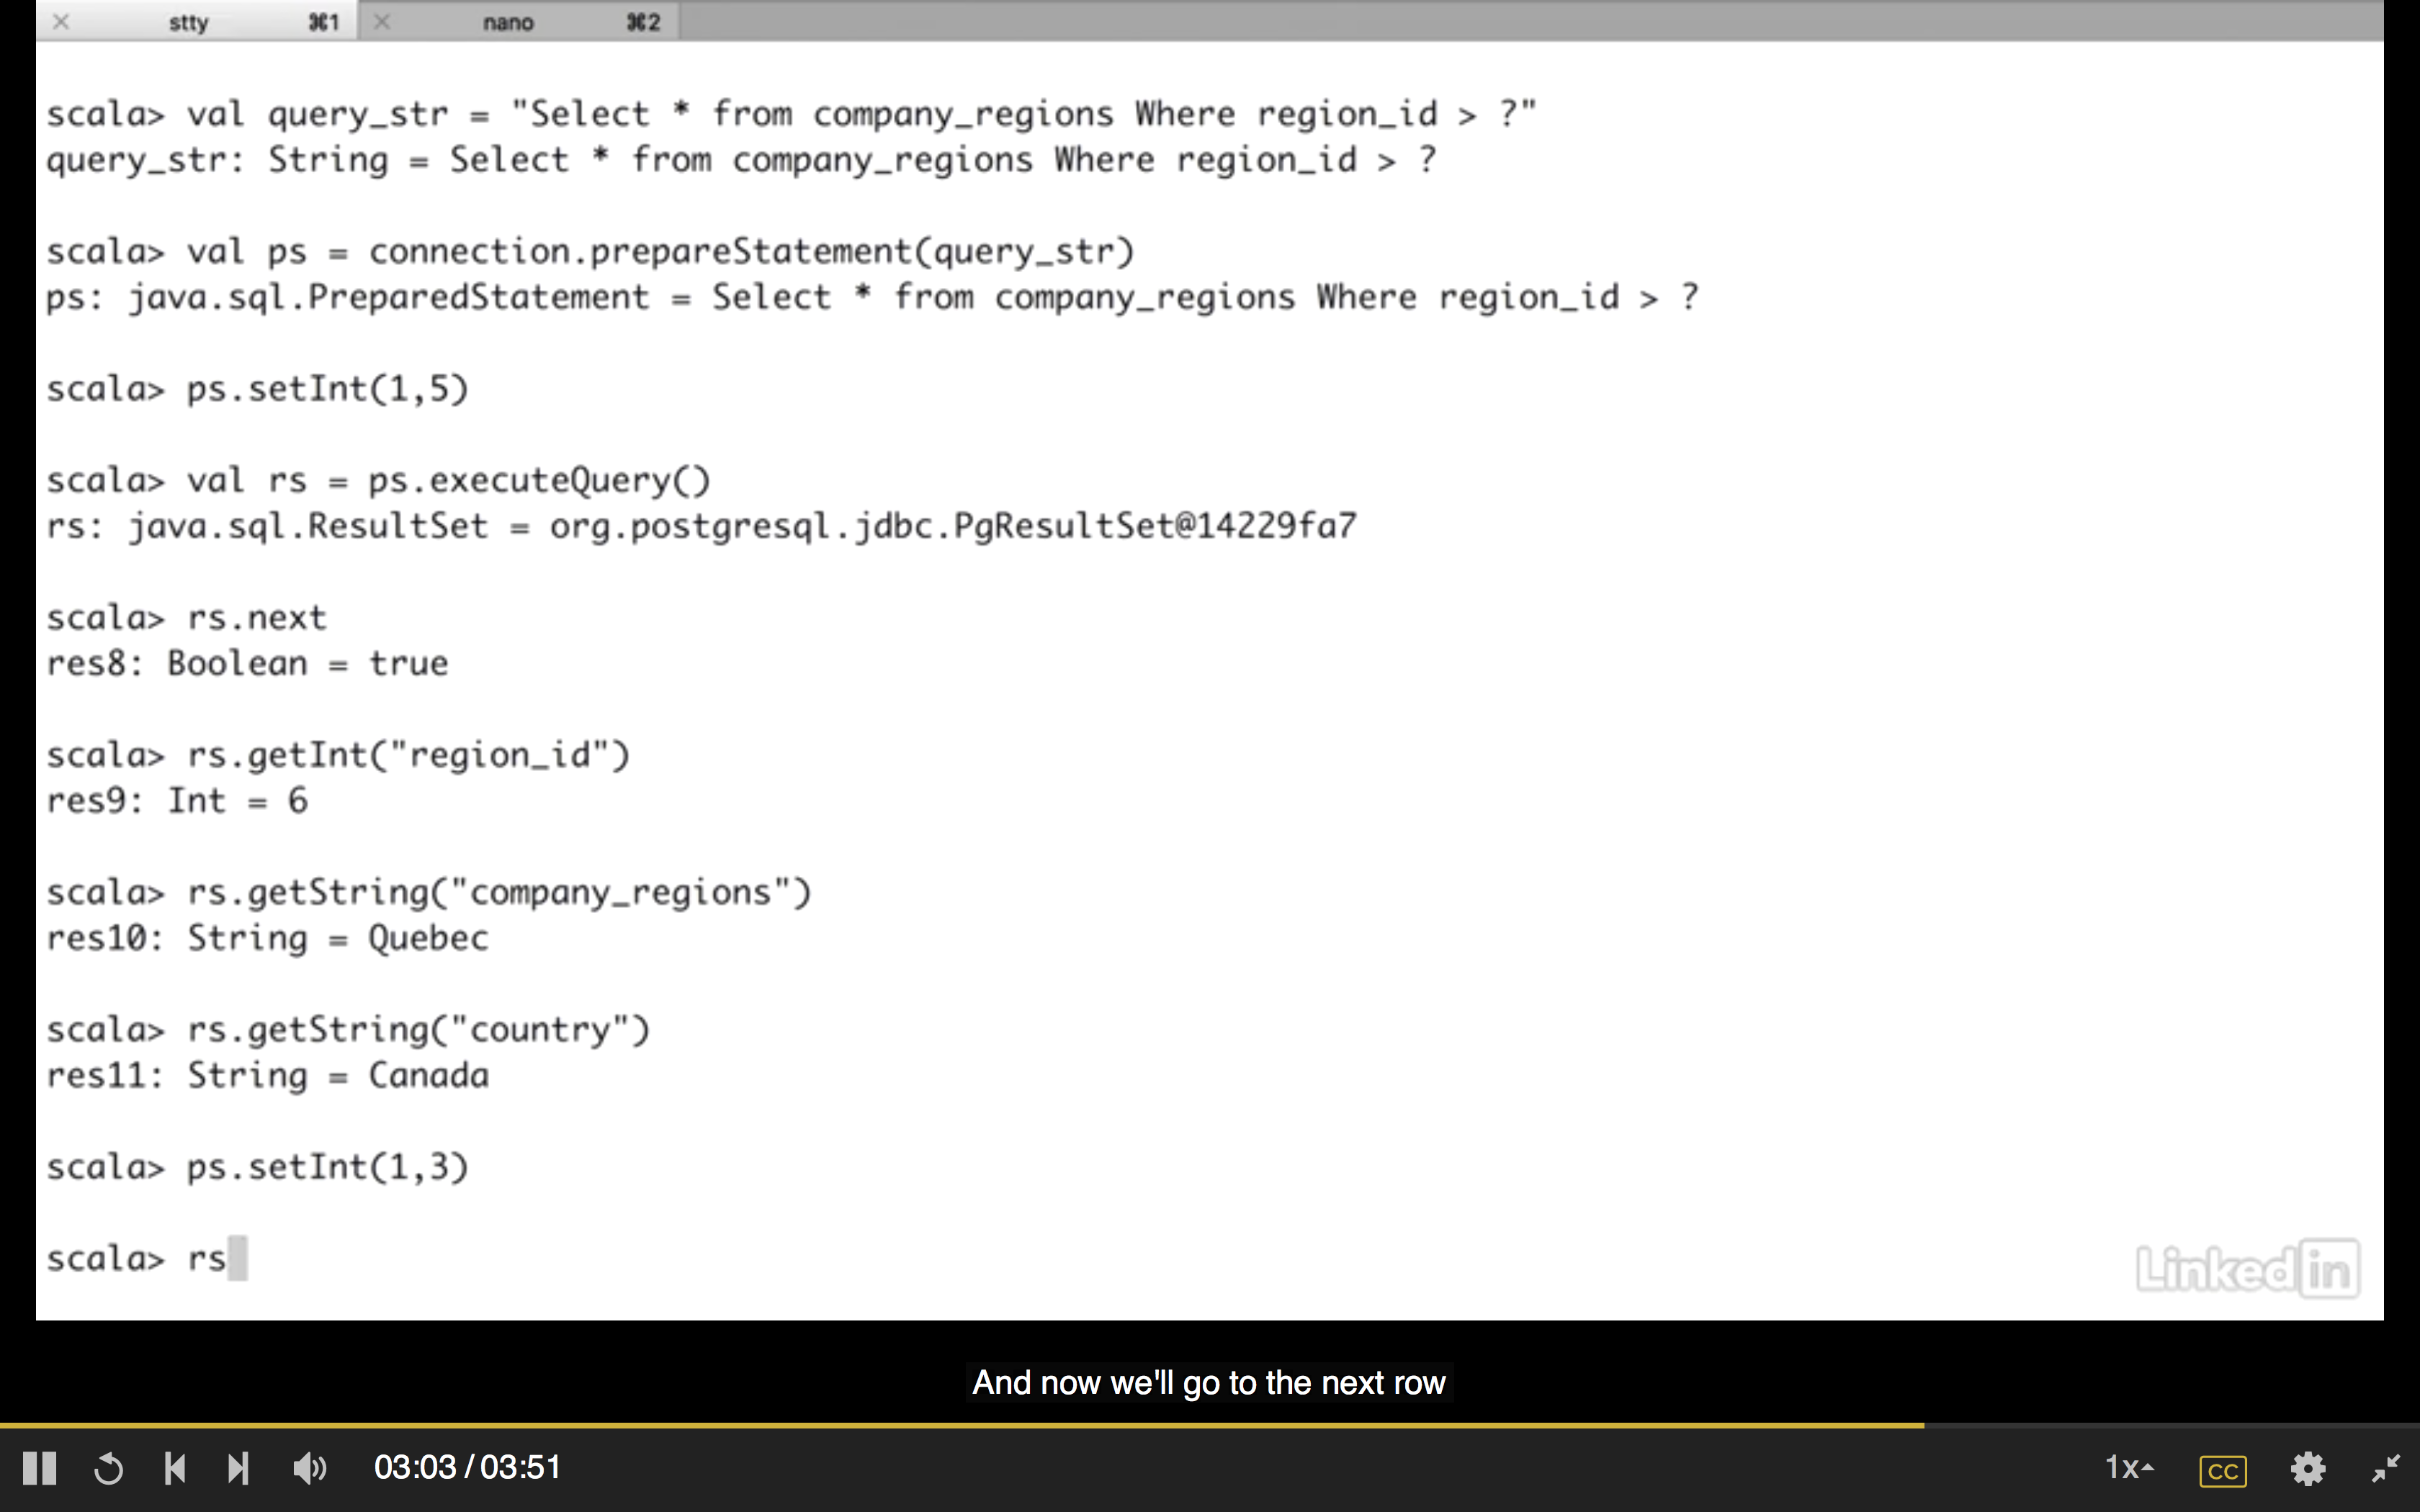 stty ⌘1 nano ⌘2
scala> val query_str = "Select * from company_regions Where region_id > ?"
query_str: String = Select * from company_regions Where region_id > ?
scala> val ps = connection.prepareStatement(query_str)
ps: java.sql.PreparedStatement = Select * from company_regions Where region_id > ?
scala> ps.setInt(1,5)
scala> val rs = ps.executeQuery()
rs: java.sql.ResultSet = org.postgresql.jdbc.PgResultSet@14229fa7
scala> rs.next
res8: Boolean = true
scala> rs.getInt("region_id")
res9: Int = 6
scala> rs.getString("company_regions")
res10: String = Quebec
scala> rs.getString("country")
res11: String = Canada
scala> ps.setInt(1,3)
scala> rs
Linked in
And now we'll go to the next row
03:03 / 03:51 1x CC